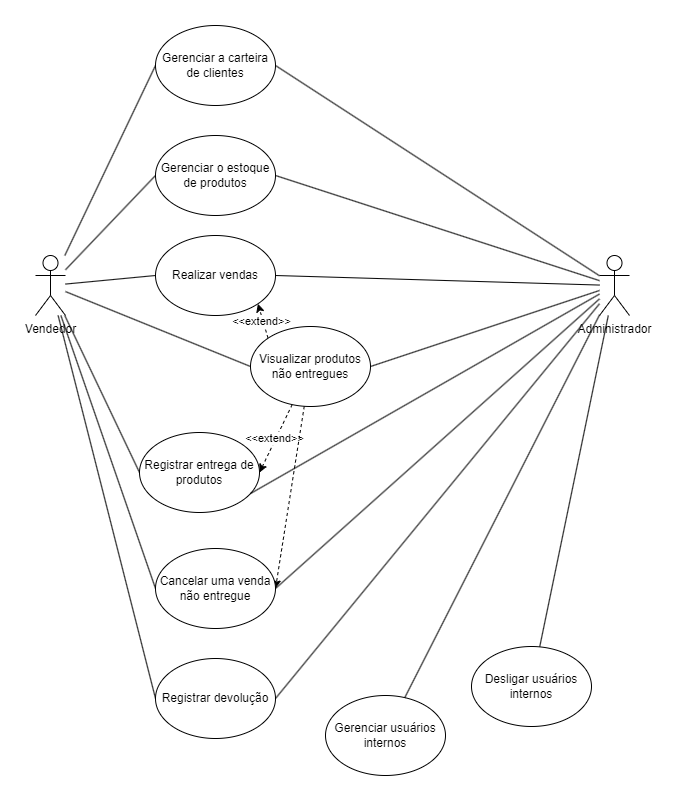 Gerenciar a carteira
de clientes
Gerenciar o estoque
de produtos
Realizar vendas
<<extend>>
Vendedor
Administrador
Visualizar produtos
não entregues
<<extend>>
Registrar entrega de
produtos
Cancelar uma venda
não entregue
Registrar devolução
Desligar usuários
internos
Gerenciar usuários
internos